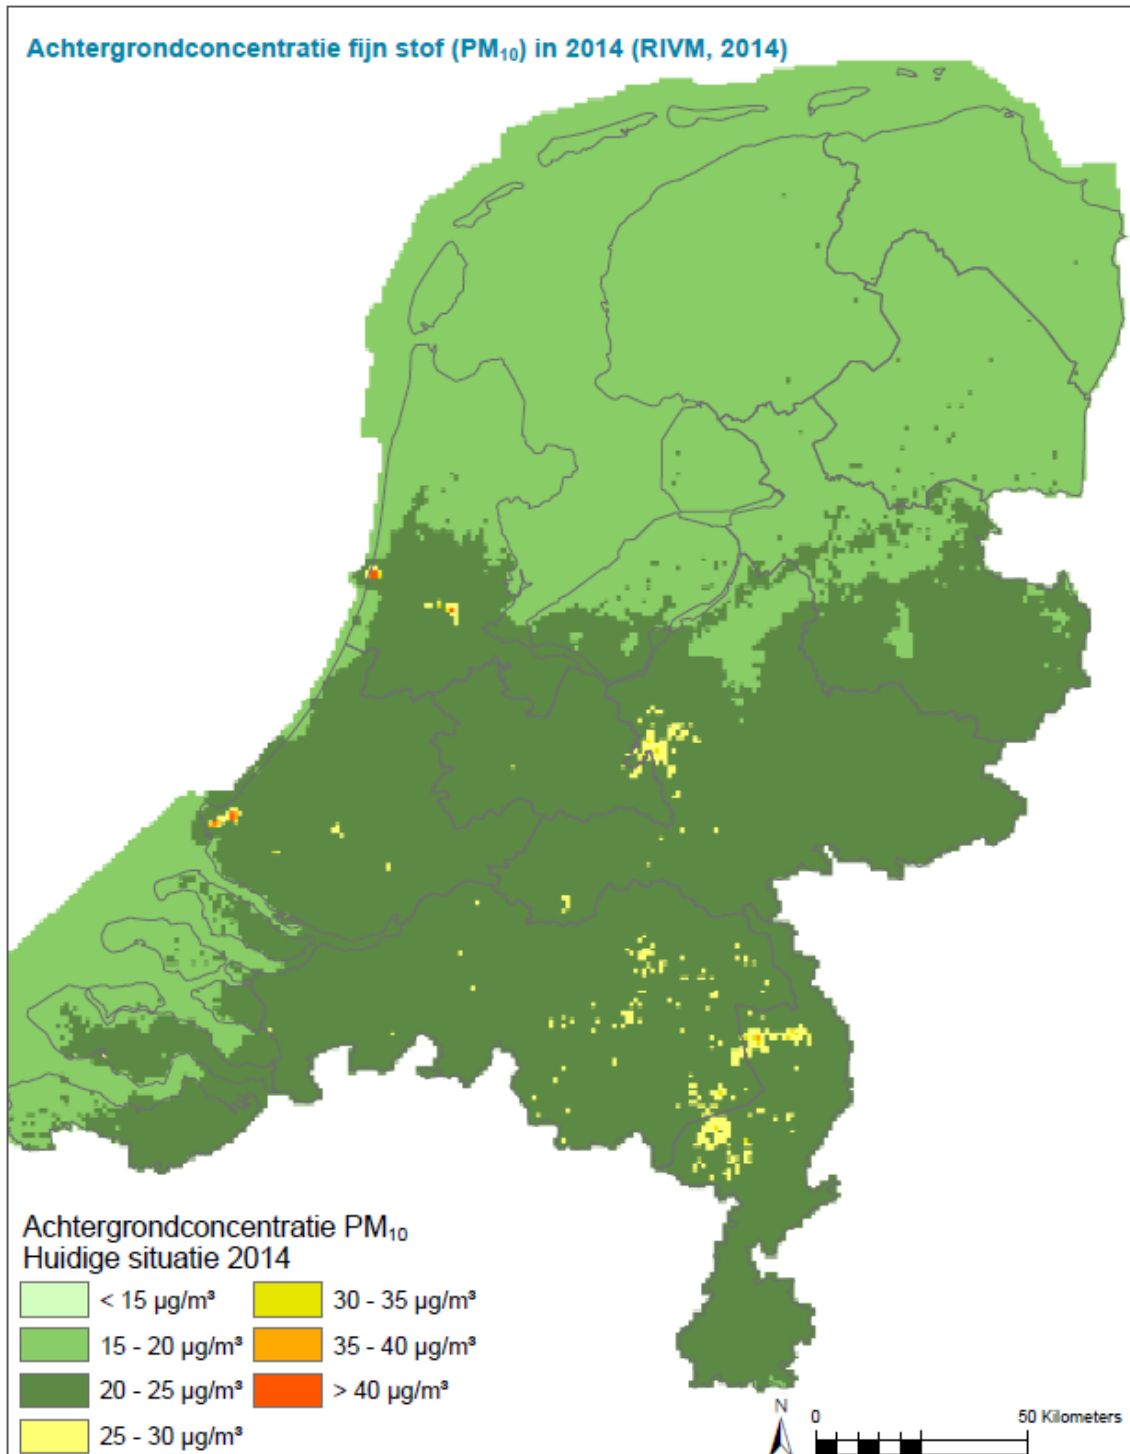 Achtergrondconcentratie fijn stof (PM₁₀) in 2014 (RIVM, 2014)
Achtergrondconcentratie PM₁₀
Huidige situatie 2014
< 15 µg/m³
15 - 20 µg/m³
20 - 25 µg/m³
25 - 30 µg/m³
30 - 35 µg/m³
35 - 40 µg/m³
> 40 µg/m³
N
0 50 Kilometers